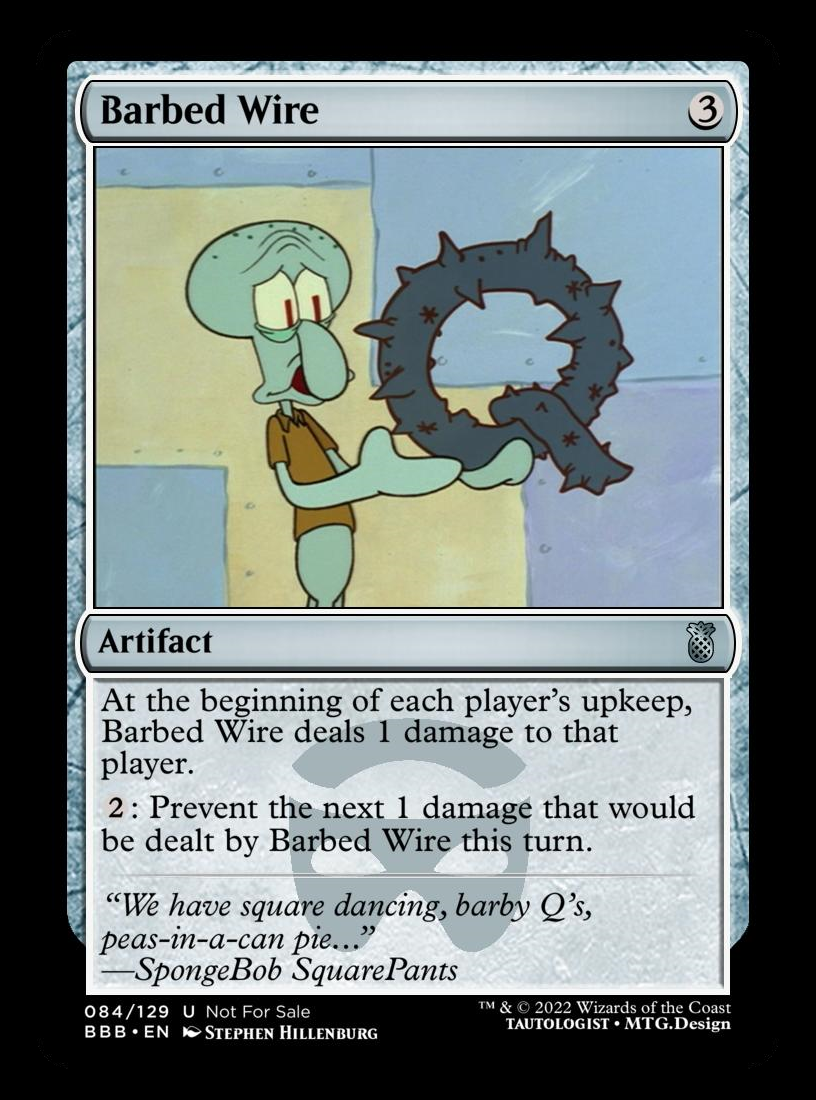 Barbed Wire 3
Artifact
At the beginning of each player's upkeep,
Barbed Wire deals 1 damage to that
player.
2: Prevent the next 1 damage that would
be dealt by Barbed Wire this turn.
“We have square dancing, barby Q's,
peas-in-a-can pie...”
—SpongeBob SquarePants
084/129 U Not For Sale
BBB • EN STEPHEN HILLENBURG
™ & © 2022 Wizards of the Coast
TAUTOLOGIST • MTG.Design